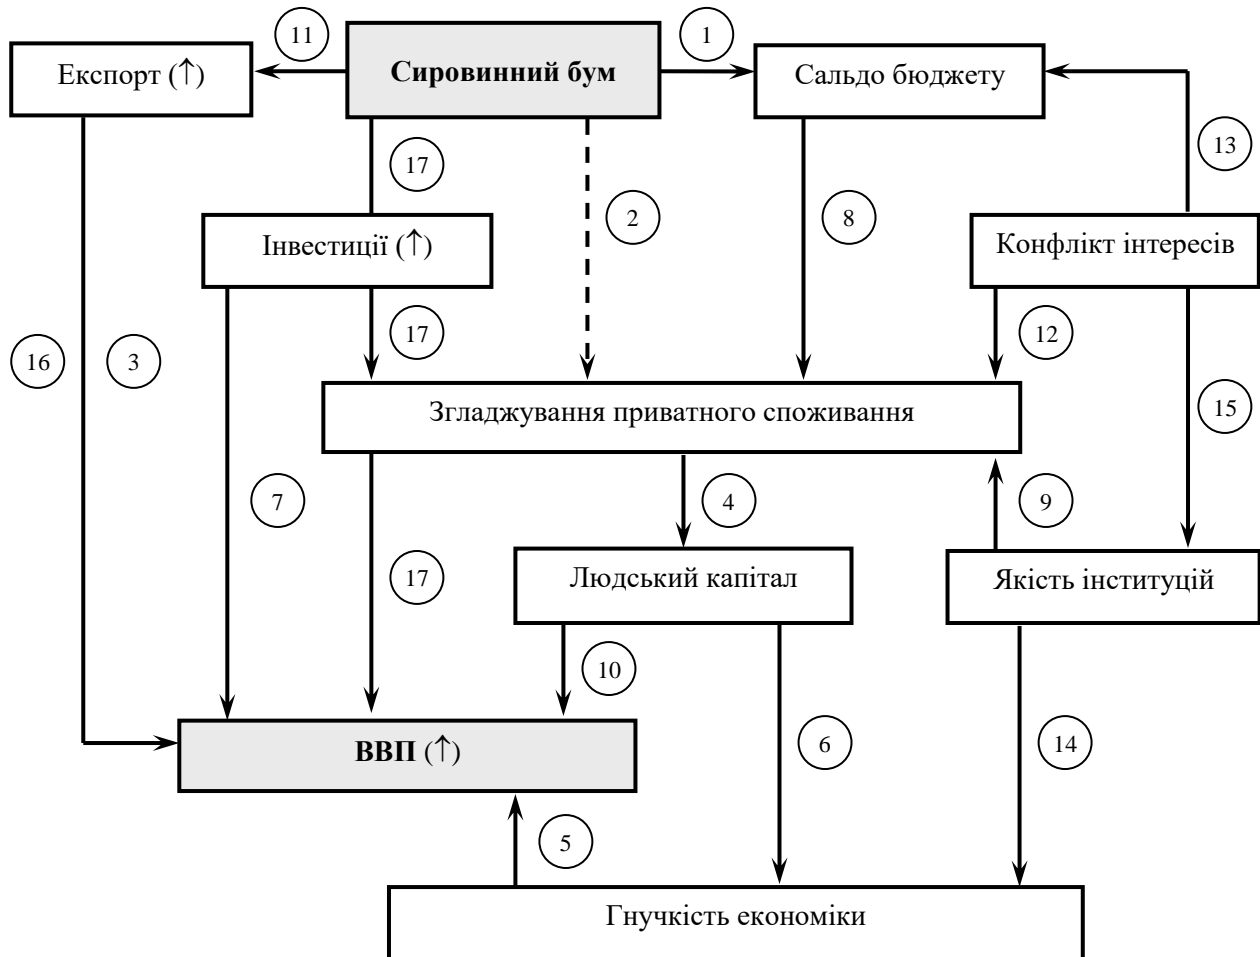 11
1
Експорт (↑)
Сировинний бум
Сальдо бюджету
13
17
2
8
Інвестиції (↑)
Конфлікт інтересів
16
3
17
12
15
Згладжування приватного споживання
7
4
9
17
Людський капітал
Якість інституцій
10
6
14
ВВП (↑)
5
Гнучкість економіки